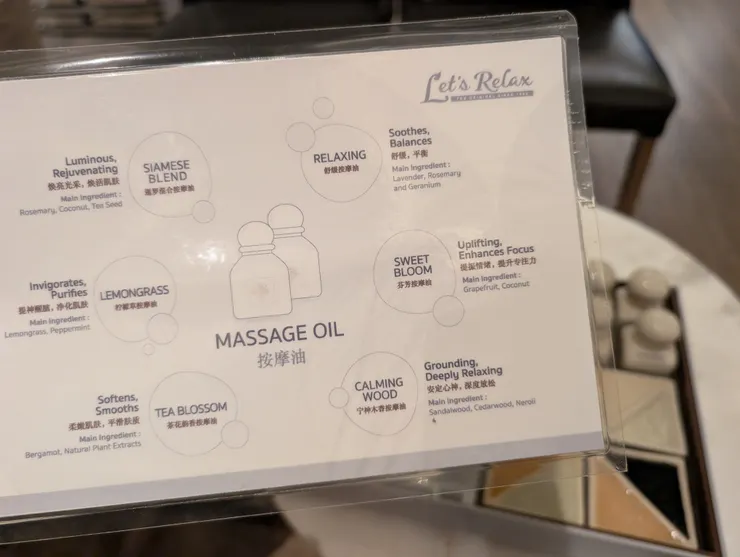 Let's Relax
Luminous,
Rejuvenating
焕亮光采，焕活肌肤
Main Ingredient :
Rosemary, Coconut, Tea Seed
SIAMESE
BLEND
暹罗混合按摩油
RELAXING
舒缓按摩油
Soothes,
Balances
舒缓，平衡
Main Ingredient :
Lavender, Rosemary
and Geranium
Invigorates,
Purifies
提神醒肌，净化肌肤
Main Ingredient :
Lemongrass, Peppermint
LEMONGRASS
柠檬草按摩油
SWEET
BLOOM
芬芳按摩油
Uplifting,
Enhances Focus
提振情绪，提升专注力
Main Ingredient :
Grapefruit, Coconut
MASSAGE OIL
按摩油
Softens,
Smooths
柔嫩肌肤，平滑肤质
Main Ingredient :
Bergamot, Natural Plant Extracts
TEA BLOSSOM
茶花新香按摩油
CALMING
WOOD
宁神木香按摩油
Grounding,
Deeply Relaxing
安定心神，深度放松
Main Ingredient :
Sandalwood, Cedarwood, Neroli